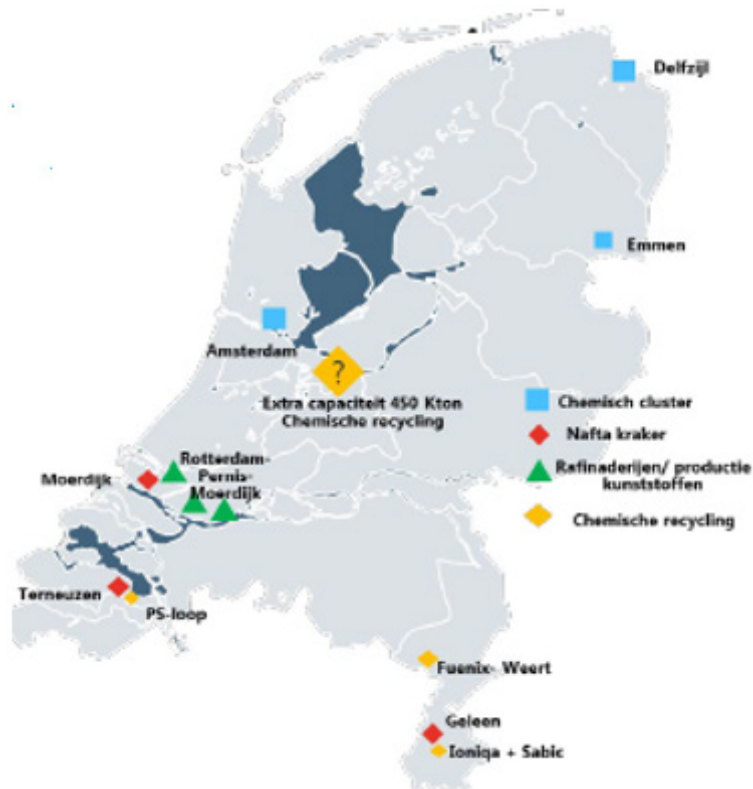 Delfzijl
Emmen
Amsterdam
?
Extra capaciteit 450 Kton
Chemische recycling
Chemisch cluster
Nafta kraker
Rafinaderijen/ productie
kunststoffen
Chemische recycling
Rotterdam-
Pernis-
Moerdijk
Moerdijk
Terneuzen
PS-loop
Fuenix- Weert
Geleen
Ioniqa + Sabic